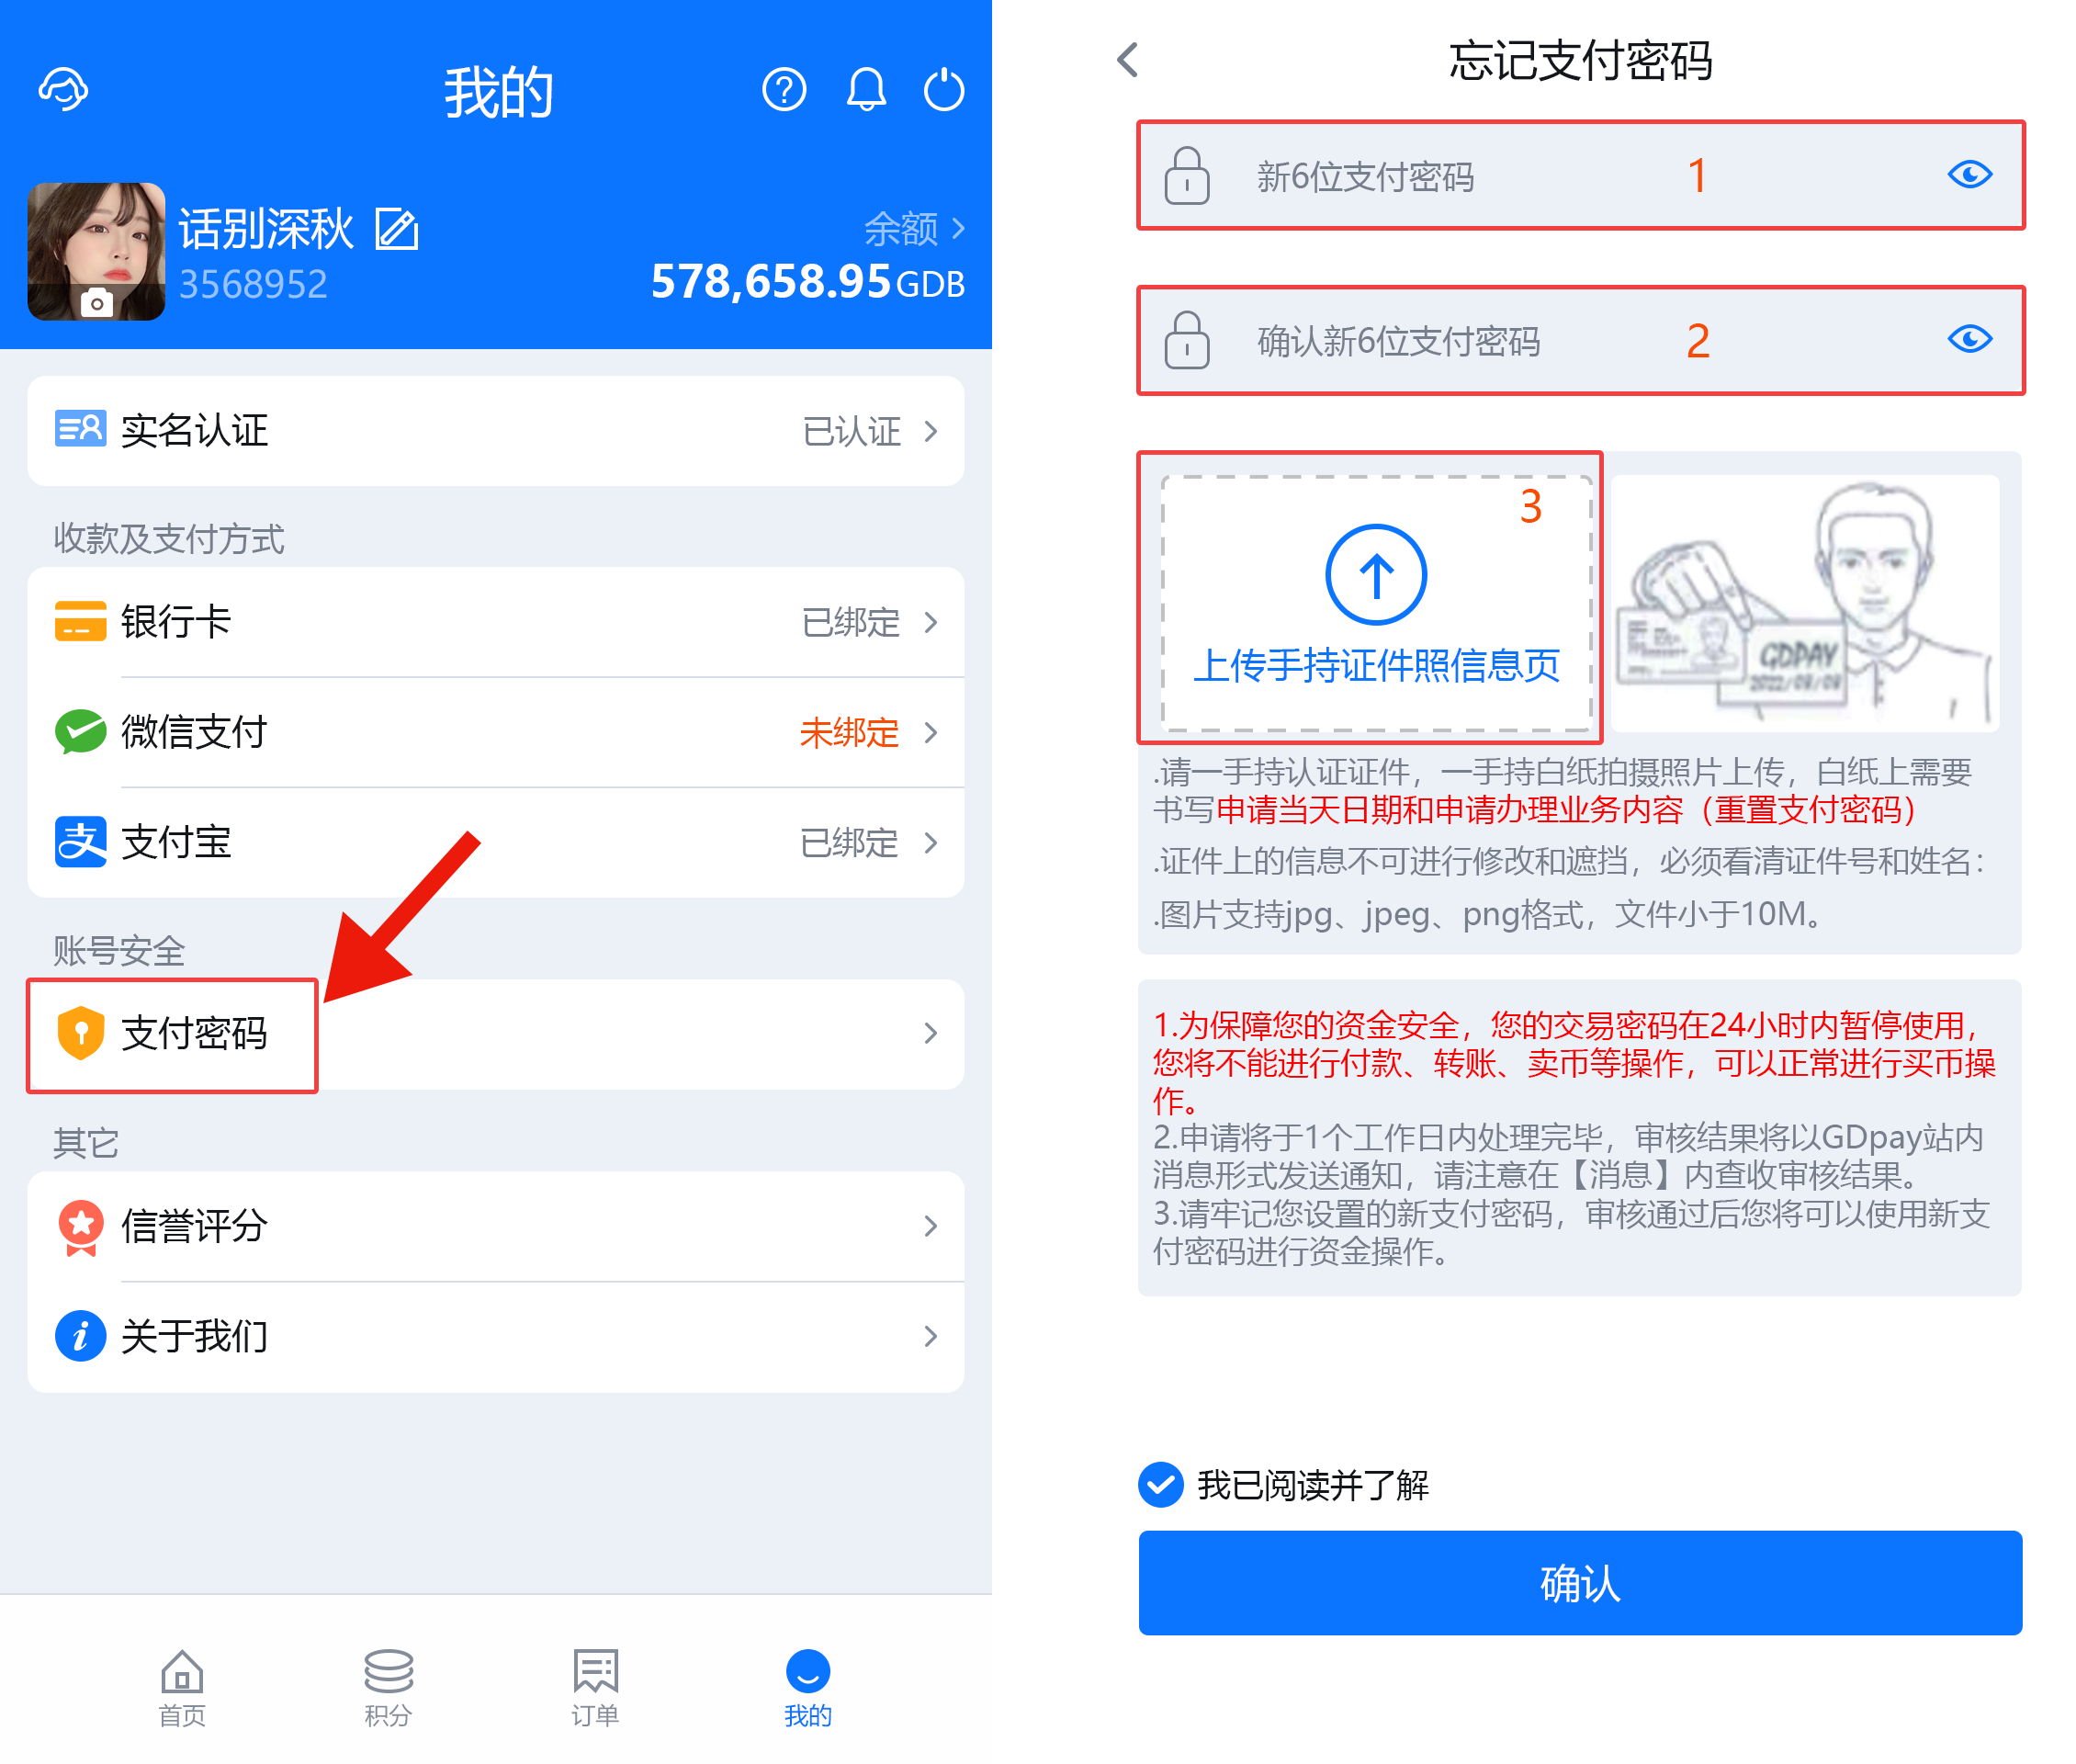 我的
话别深秋
3568952
余额
578,658.95GDB
实名认证
已认证
收款及支付方式
银行卡
已绑定
微信支付
未绑定
支付宝
已绑定
账号安全
支付密码
其它
信誉评分
关于我们
首页
积分
订单
我的
忘记支付密码
新6位支付密码
1
确认新6位支付密码
2
3
上传手持证件照信息页
GDPAY
.请一手持认证证件，一手持白纸拍摄照片上传，白纸上需要
书写申请当天日期和申请办理业务内容（重置支付密码）
.证件上的信息不可进行修改和遮挡，必须看清证件号和姓名：
.图片支持jpg、jpeg、png格式，文件小于10M。
1.为保障您的资金安全，您的交易密码在24小时内暂停使用，
您将不能进行付款、转账、卖币等操作，可以正常进行买币操
作。
2.申请将于1个工作日内处理完毕，审核结果将以GDpay站内
消息形式发送通知，请注意在【消息】内查收审核结果。
3.请牢记您设置的新支付密码，审核通过后您将可以使用新支
付密码进行资金操作。
我已阅读并了解
确认